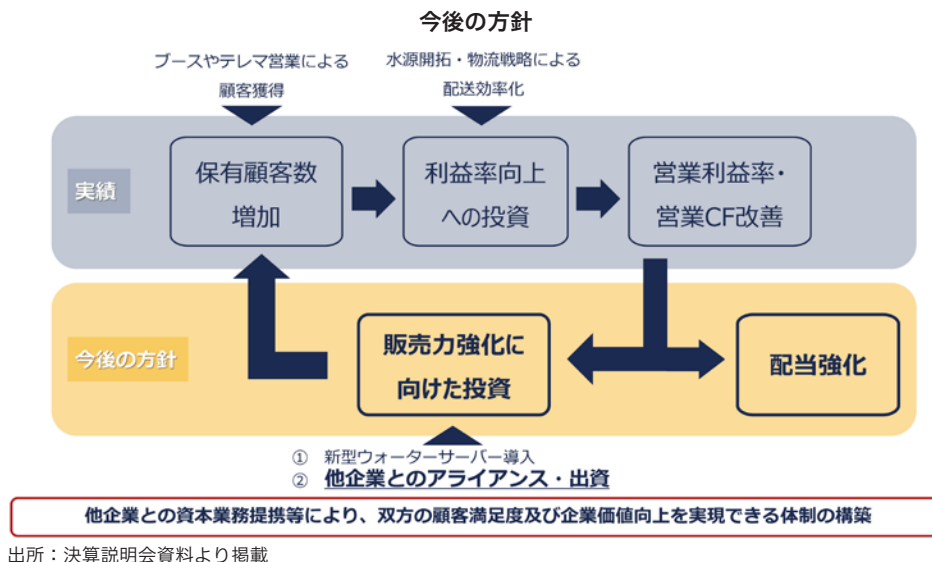 今後の方針
ブースやテレマ営業による
顧客獲得
水源開拓・物流戦略による
配送効率化
実績
保有顧客数
増加
利益率向上
への投資
営業利益率・
営業CF改善
今後の方針
販売力強化に
向けた投資
配当強化
① 新型ウォーターサーバー導入
② 他企業とのアライアンス・出資
他企業との資本業務提携等により、双方の顧客満足度及び企業価値向上を実現できる体制の構築
出所：決算説明会資料より掲載